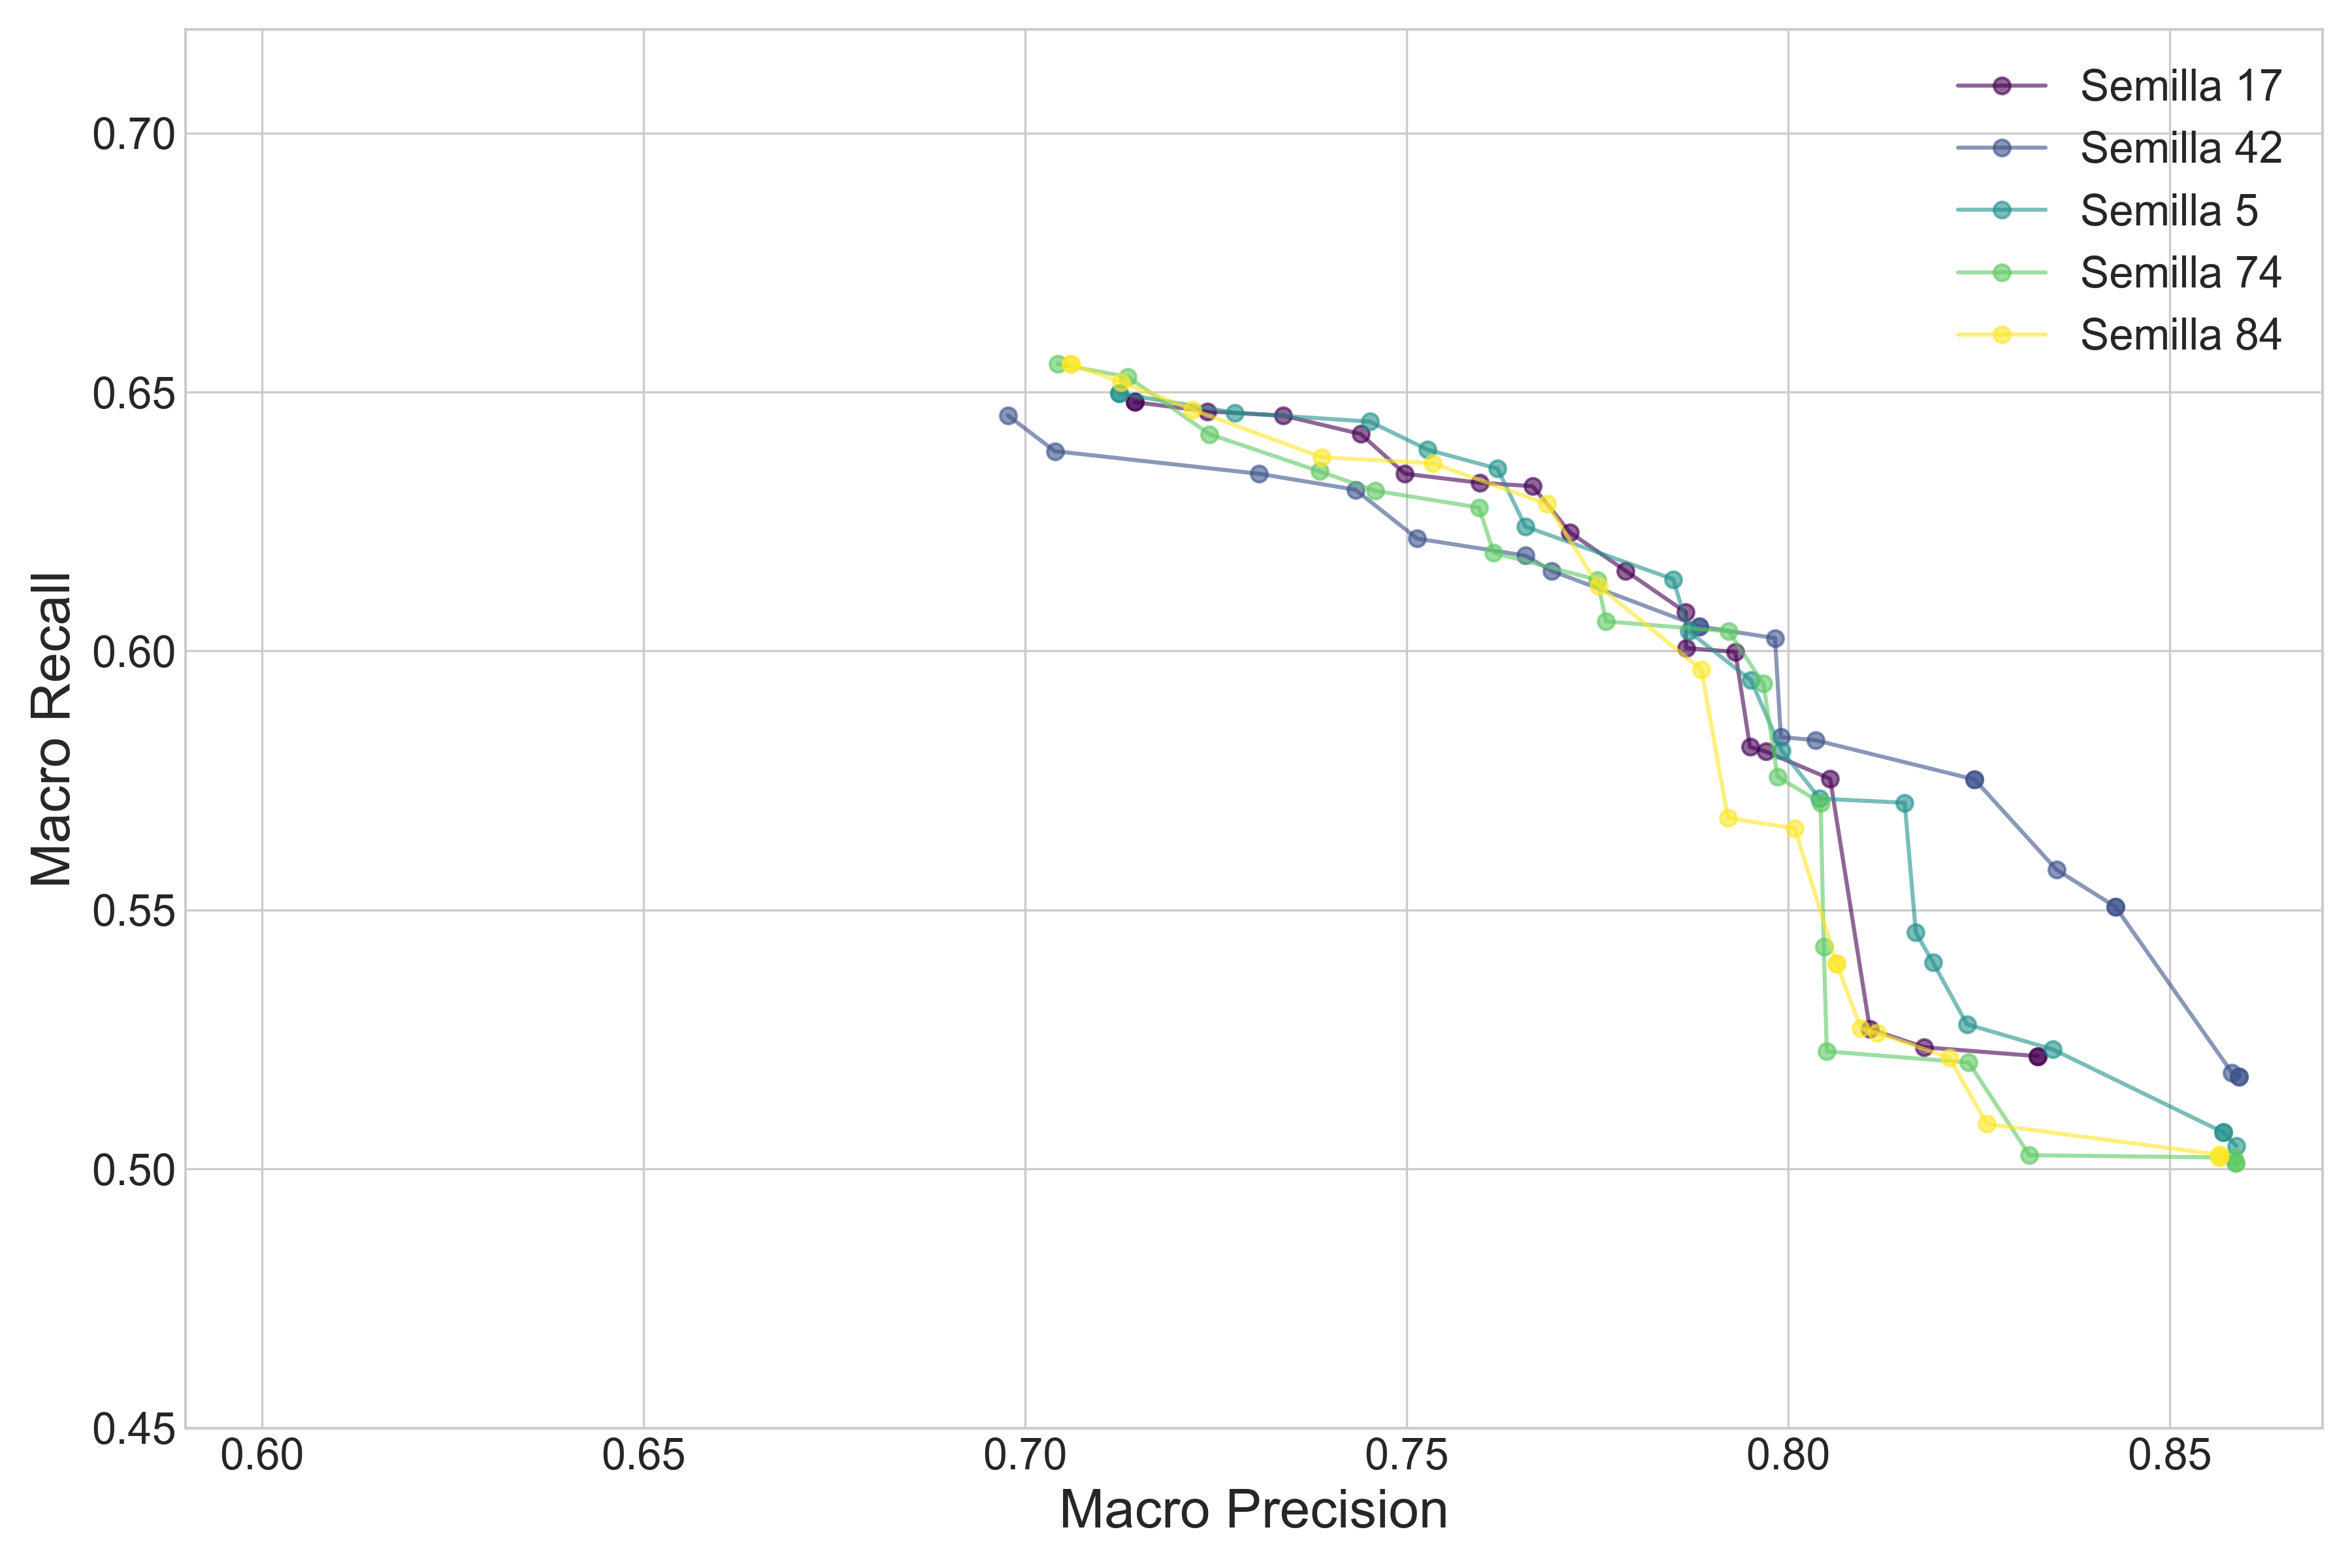 Semilla 17
Semilla 42
Semilla 5
Semilla 74
Semilla 84
0.70
0.65
0.60
0.55
0.50
0.45
Macro Recall
0.60 0.65 0.70 0.75 0.80 0.85
Macro Precision